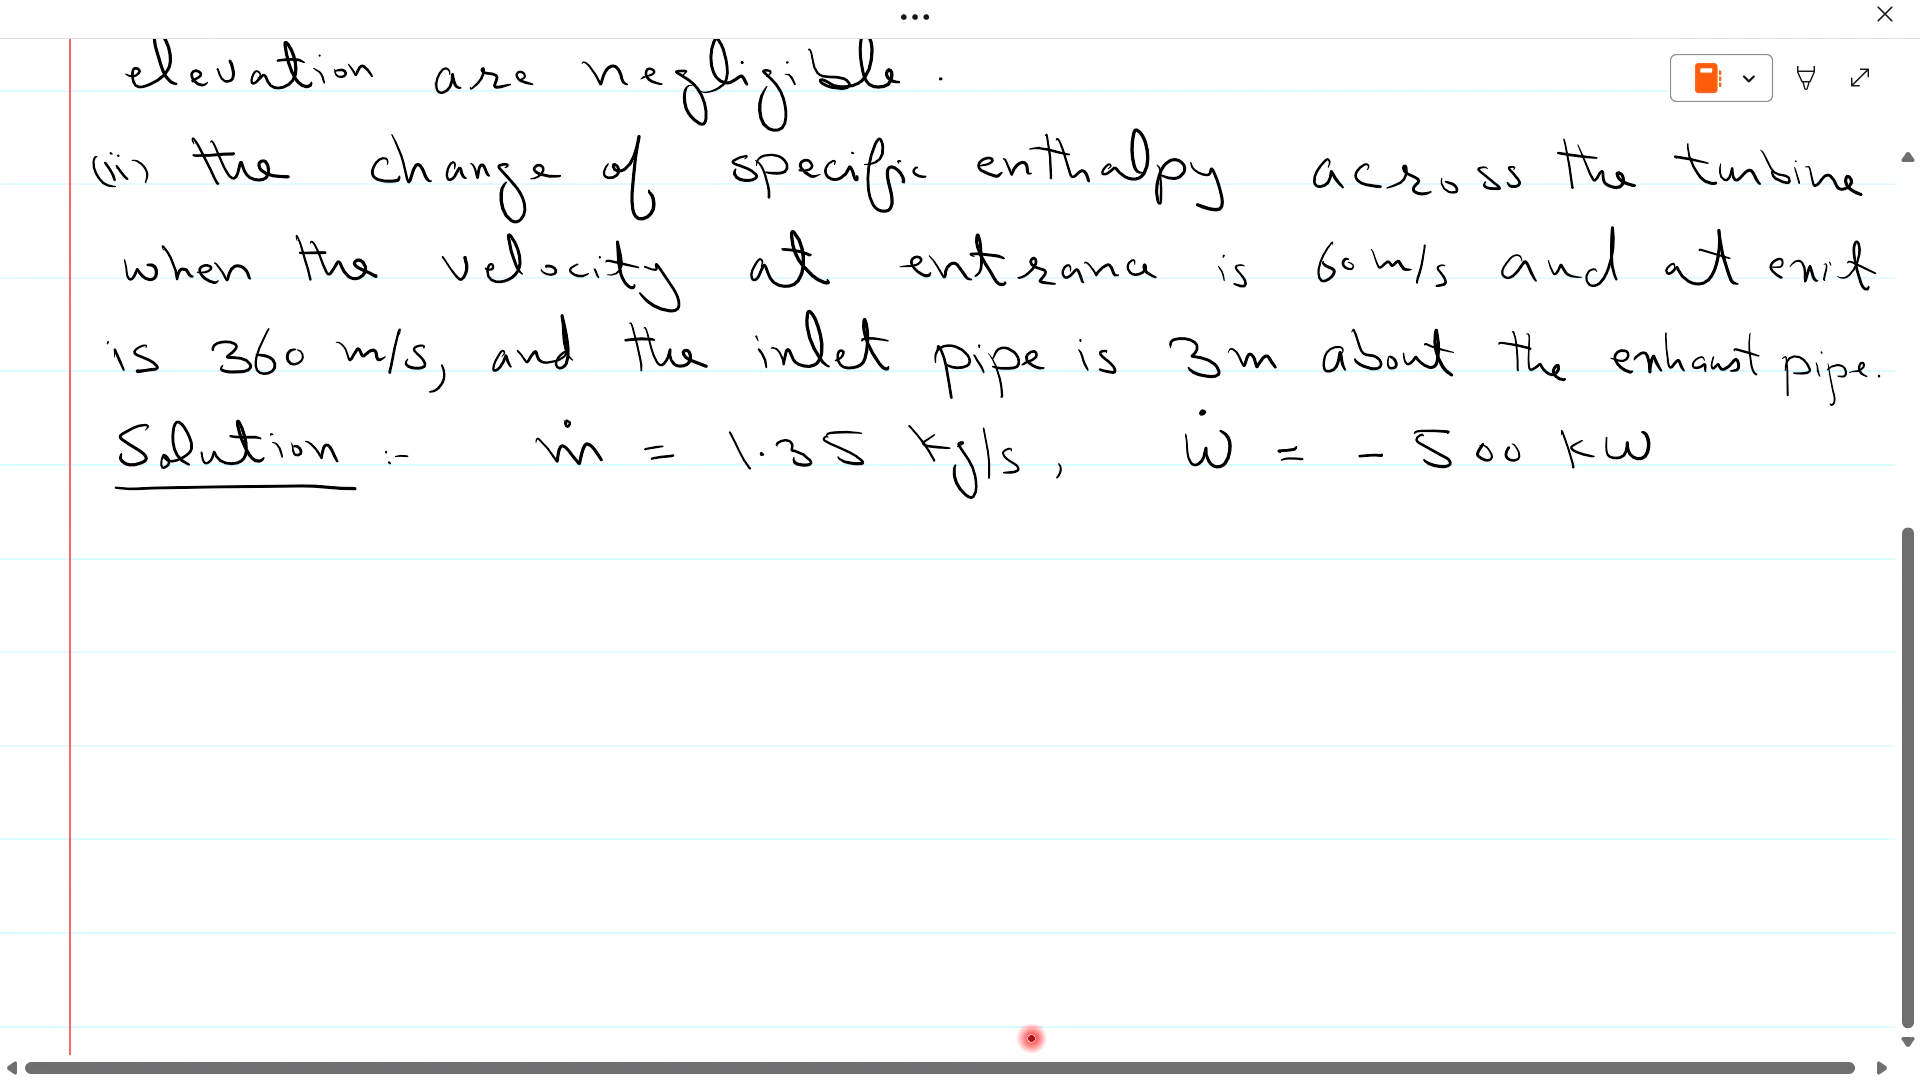 elevation are negligible.
(ii) the change of specific enthalpy across the turbine
when the velocity at entrance is 60 m/s and at exit
is 360 m/s, and the inlet pipe is 3m about the exhaust pipe.
Solution :- ṁ = 1.35 kg/s, Ẇ = - 500 kW